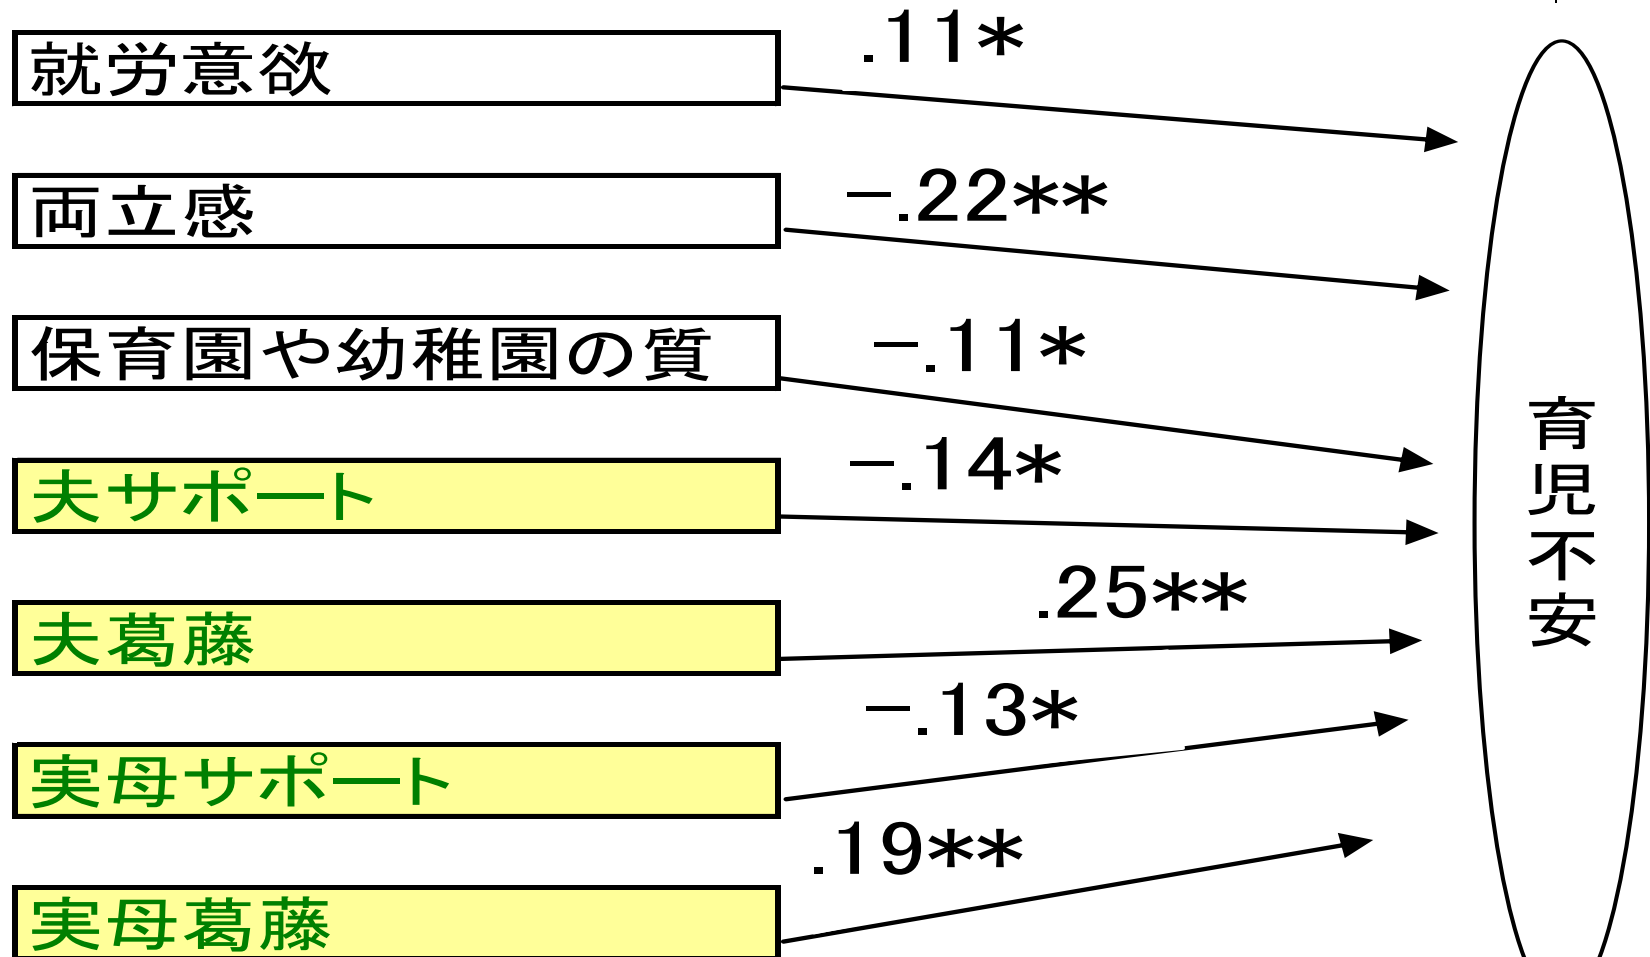 就労意欲
.11*
両立感
−.22**
保育園や幼稚園の質
−.11*
夫サポート
−.14*
夫葛藤
.25**
実母サポート
−.13*
実母葛藤
.19**
育児不安